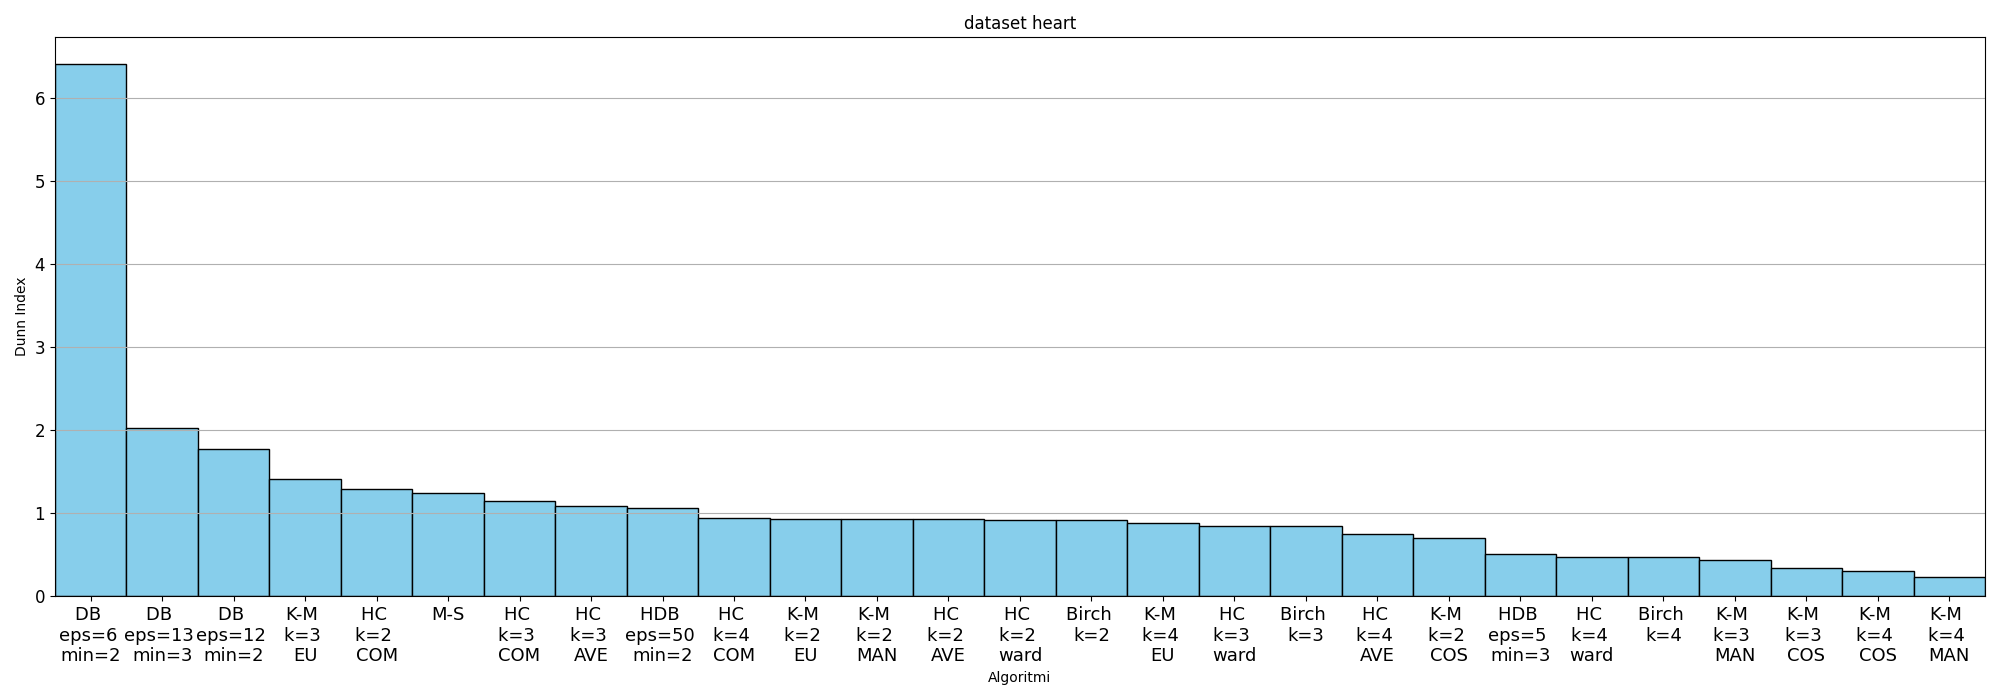 dataset heart
Dunn Index
6
5
4
3
2
1
0
DB eps=6 min=2
DB eps=13 min=3
DB eps=12 min=2
K-M k=3 EU
HC k=2 COM
M-S
HC k=3 COM
HC k=3 AVE
HDB eps=50 min=2
HC k=4 COM
K-M k=2 EU
K-M k=2 MAN
HC k=2 AVE
HC k=2 ward
Birch k=2
K-M k=4 EU
HC k=3 ward
Birch k=3
HC k=4 AVE
K-M k=2 COS
HDB eps=5 min=3
HC k=4 ward
Birch k=4
K-M k=3 MAN
K-M k=3 COS
K-M k=4 COS
K-M k=4 MAN
Algoritmi